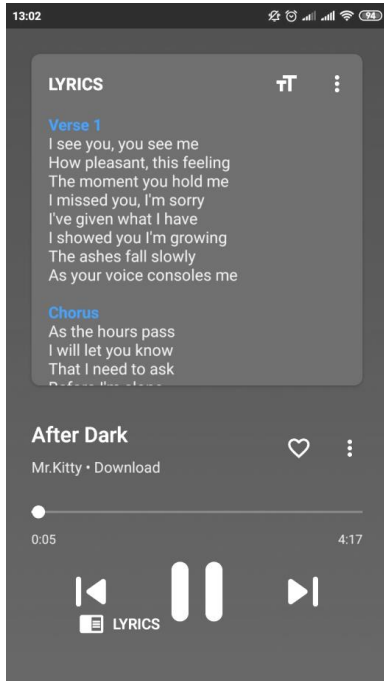 13:02
94
LYRICS
Verse 1
I see you, you see me
How pleasant, this feeling
The moment you hold me
I missed you, I'm sorry
I've given what I have
I showed you I'm growing
The ashes fall slowly
As your voice consoles me
Chorus
As the hours pass
I will let you know
That I need to ask
Before I'm alone
After Dark
Mr.Kitty • Download
0:05
4:17
LYRICS